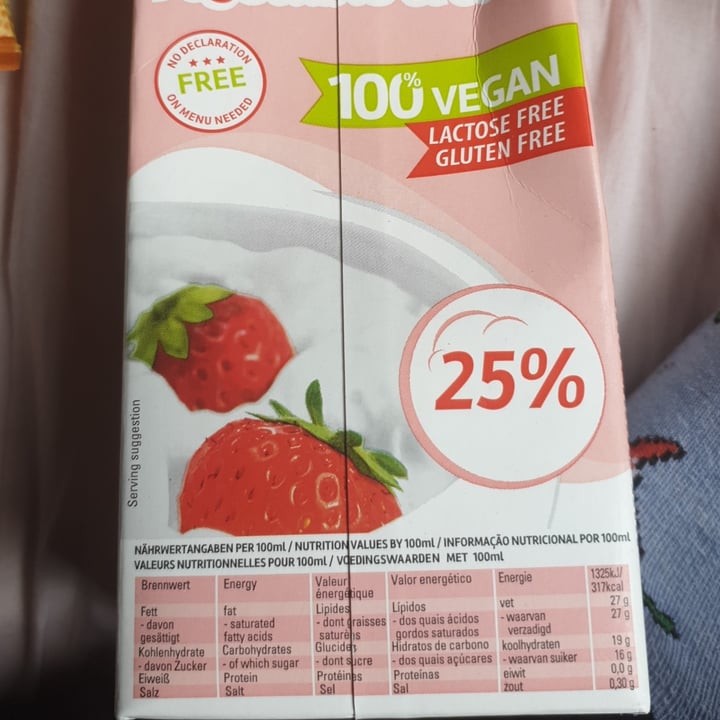 NO DECLARATION
FREE
ON MENU NEEDED
100% VEGAN
LACTOSE FREE
GLUTEN FREE
25%
Serving suggestion
NÄHRWERTANGABEN PER 100ml / NUTRITION VALUES BY 100ml / INFORMAÇÃO NUTRICIONAL POR 100ml
VALEURS NUTRITIONNELLES POUR 100ml / VOEDINGSWAARDEN MET 100ml
Brennwert Energy Valeur énergétique Valor energético Energie 1325kJ/ 317kcal
Fett fat Lipides Lípidos vet 27 g
- davon gesättigt - saturated fatty acids - dont graisses saturées - dos quais ácidos gordos saturados - waarvan verzadigd 27 g
Kohlenhydrate Carbohydrates Glucides Hidratos de carbono koolhydraten 19 g
- davon Zucker - of which sugar - dont sucre - dos quais açúcares - waarvan suiker 16 g
Eiweiß Protein Protéines Proteínas eiwit 0,0 g
Salz Salt Sel Sal zout 0,30 g